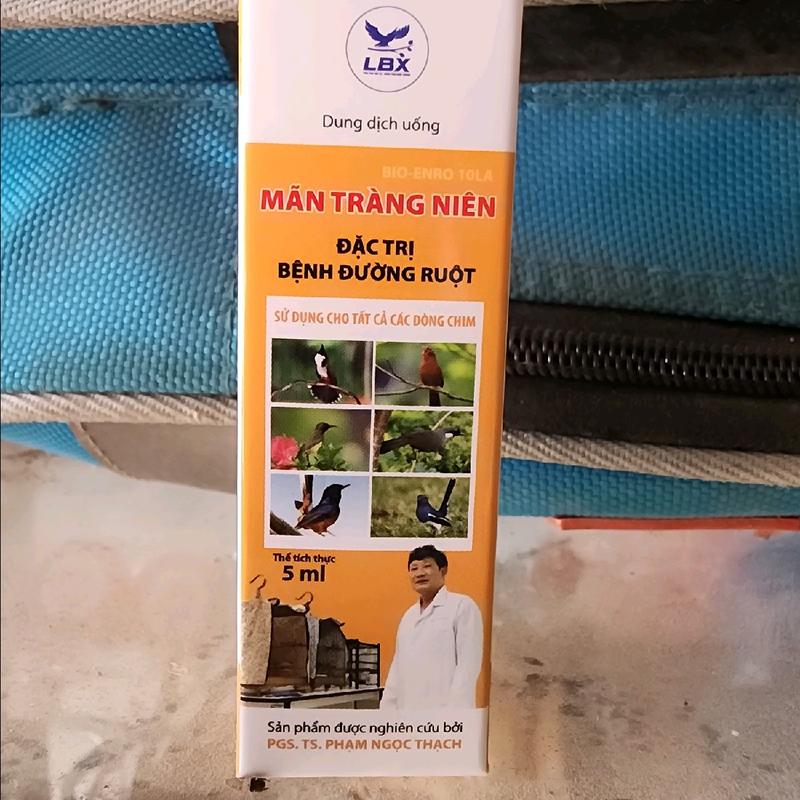 LBX
Dung dịch uống
BIO-ENRO 10LA
MÃN TRÀNG NIÊN
ĐẶC TRỊ
BỆNH ĐƯỜNG RUỘT
SỬ DỤNG CHO TẤT CẢ CÁC DÒNG CHIM
Thể tích thực
5 ml
Sản phẩm được nghiên cứu bởi
PGS. TS. PHẠM NGỌC THẠCH